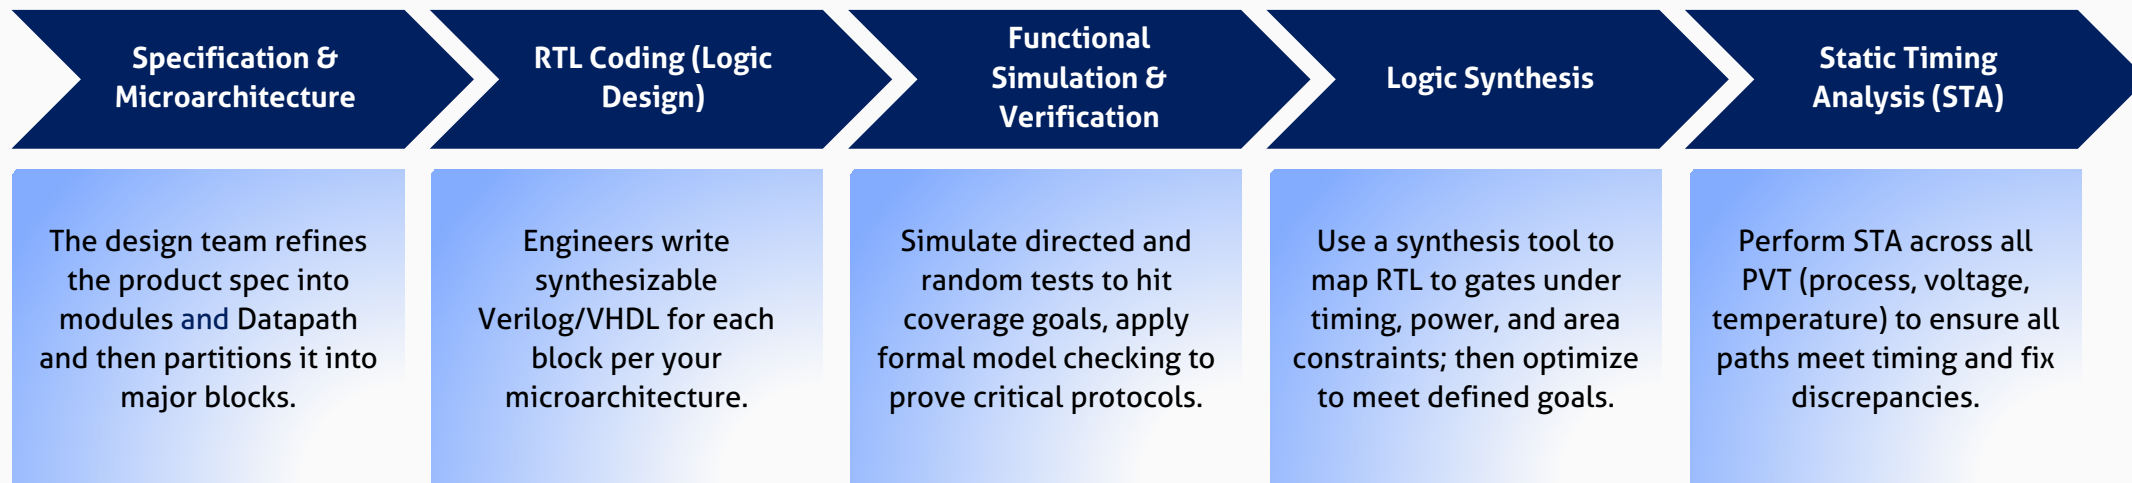 Specification &
Microarchitecture
The design team refines
the product spec into
modules and Datapath
and then partitions it into
major blocks.
RTL Coding (Logic
Design)
Engineers write
synthesizable
Verilog/VHDL for each
block per your
microarchitecture.
Functional
Simulation &
Verification
Simulate directed and
random tests to hit
coverage goals, apply
formal model checking to
prove critical protocols.
Logic Synthesis
Use a synthesis tool to
map RTL to gates under
timing, power, and area
constraints; then optimize
to meet defined goals.
Static Timing
Analysis (STA)
Perform STA across all
PVT (process, voltage,
temperature) to ensure all
paths meet timing and fix
discrepancies.